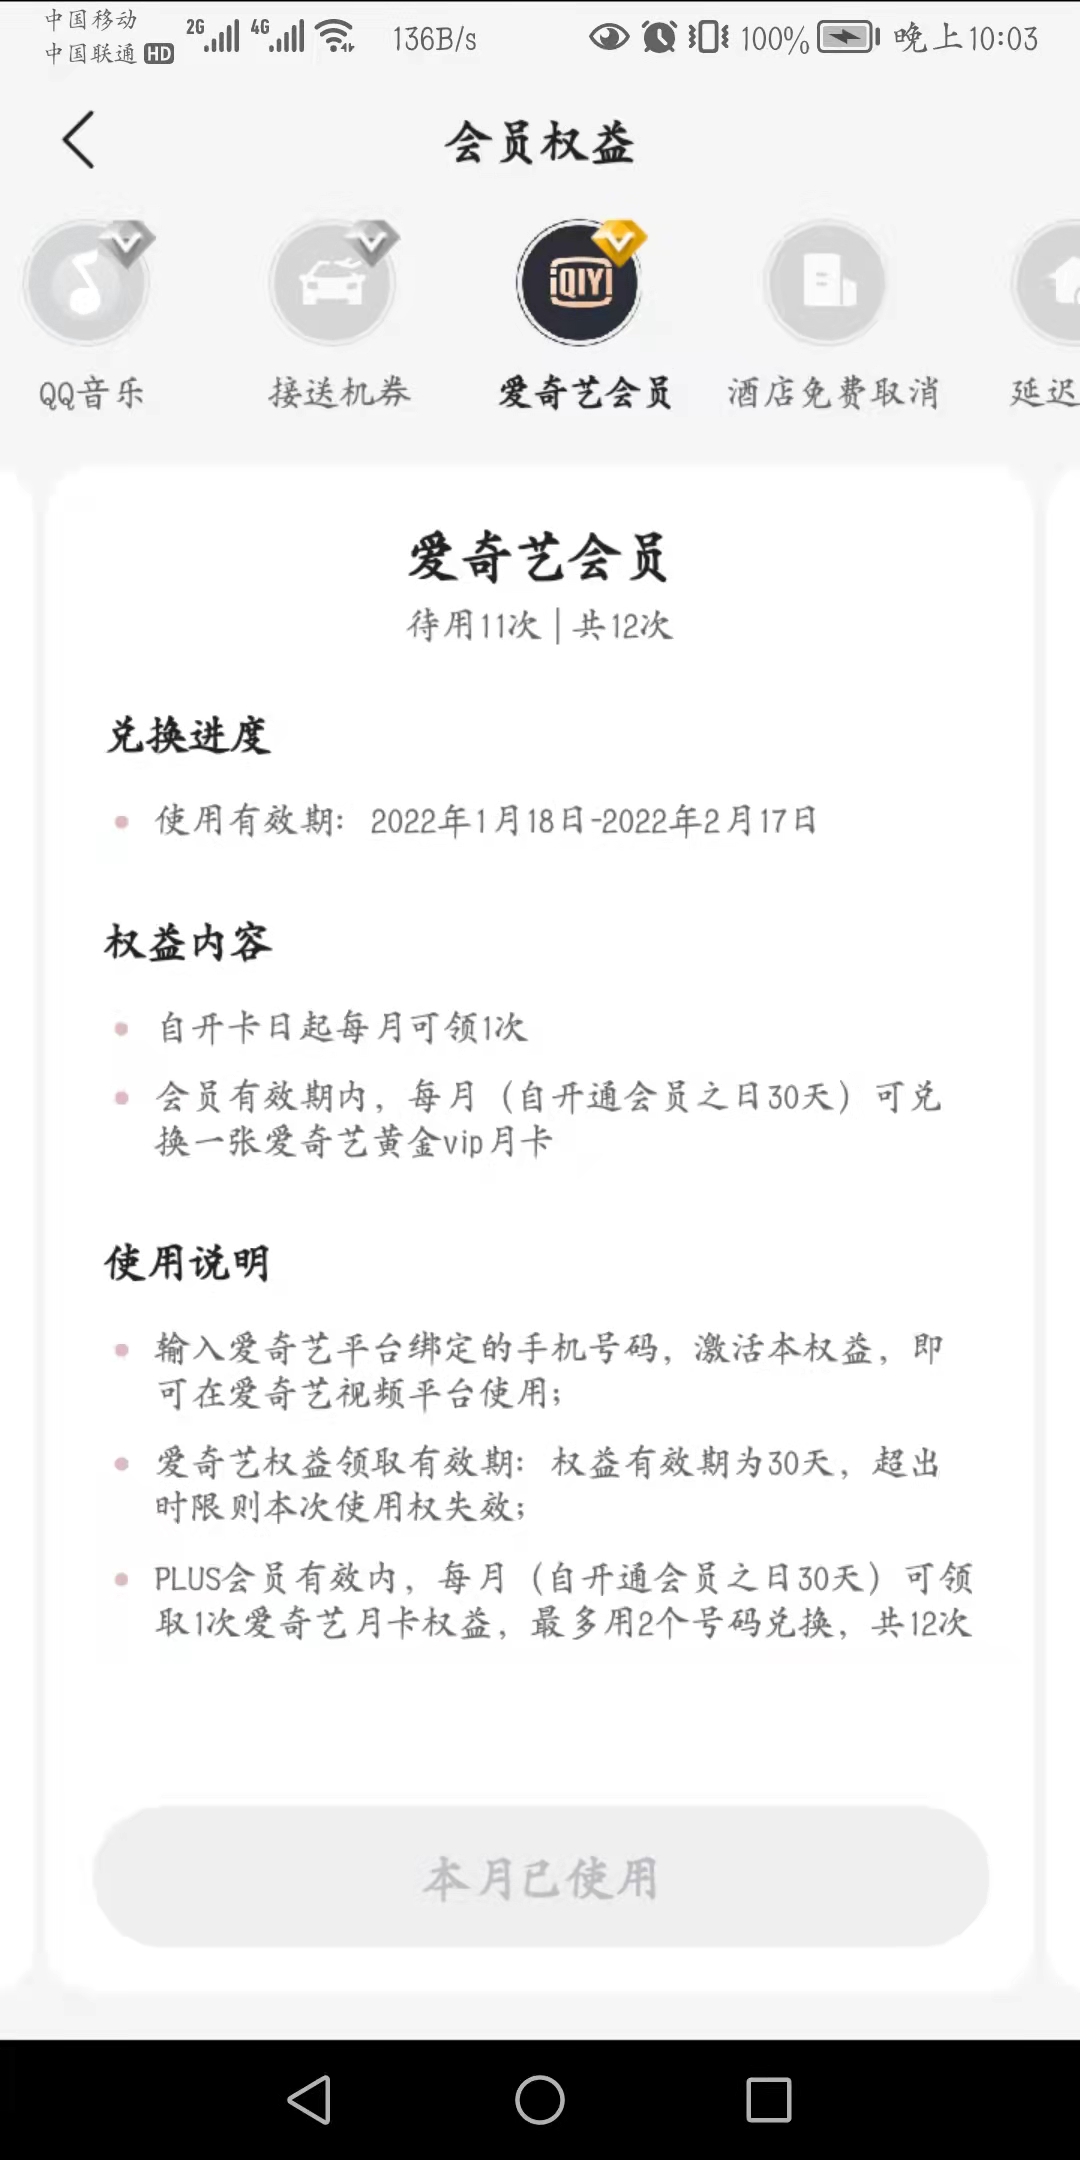 中国移动
中国联通 HD
2G 4G 136B/s 100% 晚上10:03
会员权益
iQIYI
QQ音乐 接送机券 爱奇艺会员 酒店免费取消 延迟
爱奇艺会员
待用11次 | 共12次
兑换进度
使用有效期：2022年1月18日-2022年2月17日
权益内容
自开卡日起每月可领1次
会员有效期内，每月（自开通会员之日30天）可兑
换一张爱奇艺黄金vip月卡
使用说明
输入爱奇艺平台绑定的手机号码，激活本权益，即
可在爱奇艺视频平台使用；
爱奇艺权益领取有效期：权益有效期为30天，超出
时限则本次使用权失效；
PLUS会员有效内，每月（自开通会员之日30天）可领
取1次爱奇艺月卡权益，最多用2个号码兑换，共12次
本月已使用